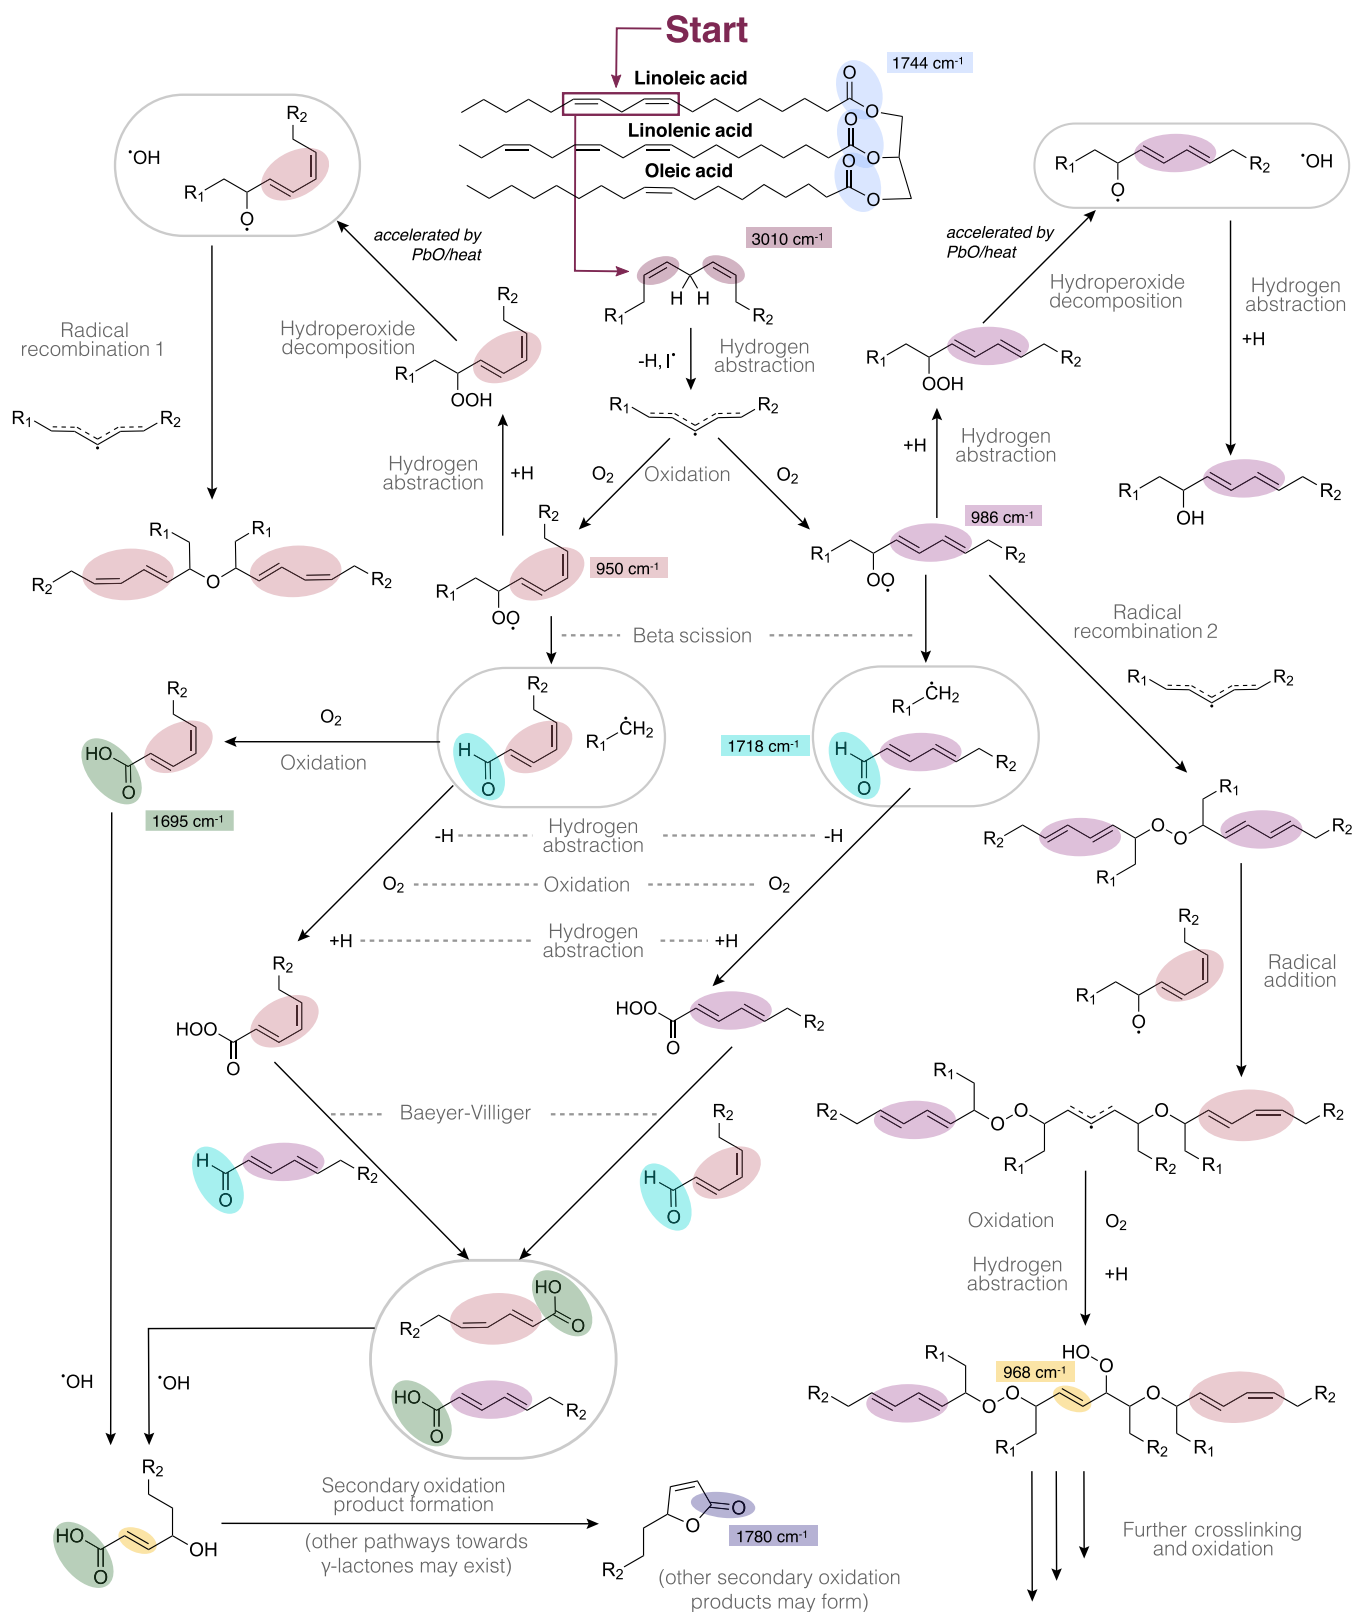 Start
1744 cm-1
Linoleic acid
Linolenic acid
Oleic acid
O
O
O
O
O
O
R2
•OH
R1
O•
accelerated by
PbO/heat
3010 cm-1
H H
R1 R2
-H, I•
Hydrogen
abstraction
R1 R2
O2
Oxidation
O2
R1
O•
R2
•OH
accelerated by
PbO/heat
Hydroperoxide
decomposition
Hydrogen
abstraction
+H
R1
OOH
R2
+H
Hydrogen
abstraction
R1
OH
R2
Radical
recombination 1
R1 R2
Hydroperoxide
decomposition
R2
R1
OOH
Hydrogen
abstraction
+H
R1 R1
R2 O R2
R2
R1
OO•
950 cm-1
986 cm-1
R1
OO•
R2
Beta scission
Radical
recombination 2
R1 R2
R2
HO
O
1695 cm-1
O2
Oxidation
R2
H
O
R1 •CH2
1718 cm-1
R1 •CH2
H
O
R2
R1
R2 O O R2
R1
-H
Hydrogen
abstraction
-H
O2
Oxidation
O2
+H
Hydrogen
abstraction
+H
R2
R1
O•
Radical
addition
R2
HOO
O
HOO
O
R2
Baeyer-Villiger
H
O
R2
R2
H
O
R1
R2 O O O R2
R1 R2 R1
Oxidation
O2
Hydrogen
abstraction
+H
HO
O
R2
HO
O
R2
•OH
•OH
R1
968 cm-1
HO
O
R2 O O O R2
R1 R2 R1
R2
HO
O
OH
Secondary oxidation
product formation
(other pathways towards
γ-lactones may exist)
O
O
R2
1780 cm-1
(other secondary oxidation
products may form)
Further crosslinking
and oxidation